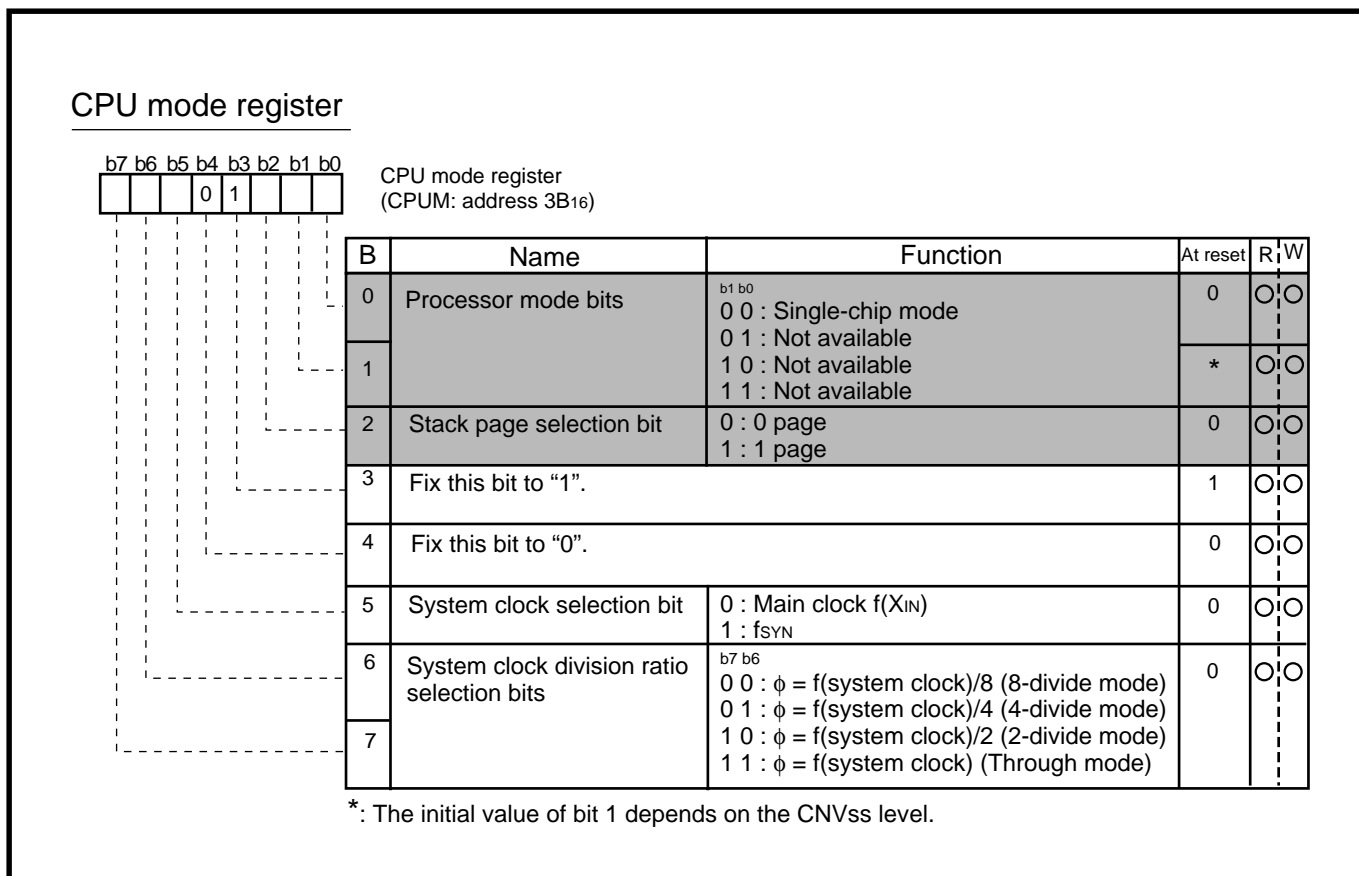 CPU mode register
b7 b6 b5 b4 b3 b2 b1 b0
0 1
CPU mode register
(CPUM: address 3B16)
B Name Function At reset R W
0 Processor mode bits b1 b0 0
0 0 : Single-chip mode
0 1 : Not available
1 1 0 : Not available *
1 1 : Not available
2 Stack page selection bit 0 : 0 page 0
1 : 1 page
3 Fix this bit to “1”. 1
4 Fix this bit to “0”. 0
5 System clock selection bit 0 : Main clock f(XIN) 0
1 : fSYN
6 System clock division ratio b7 b6 0
selection bits 0 0 : ϕ = f(system clock)/8 (8-divide mode)
0 1 : ϕ = f(system clock)/4 (4-divide mode)
7 1 0 : ϕ = f(system clock)/2 (2-divide mode)
1 1 : ϕ = f(system clock) (Through mode)
*: The initial value of bit 1 depends on the CNVss level.